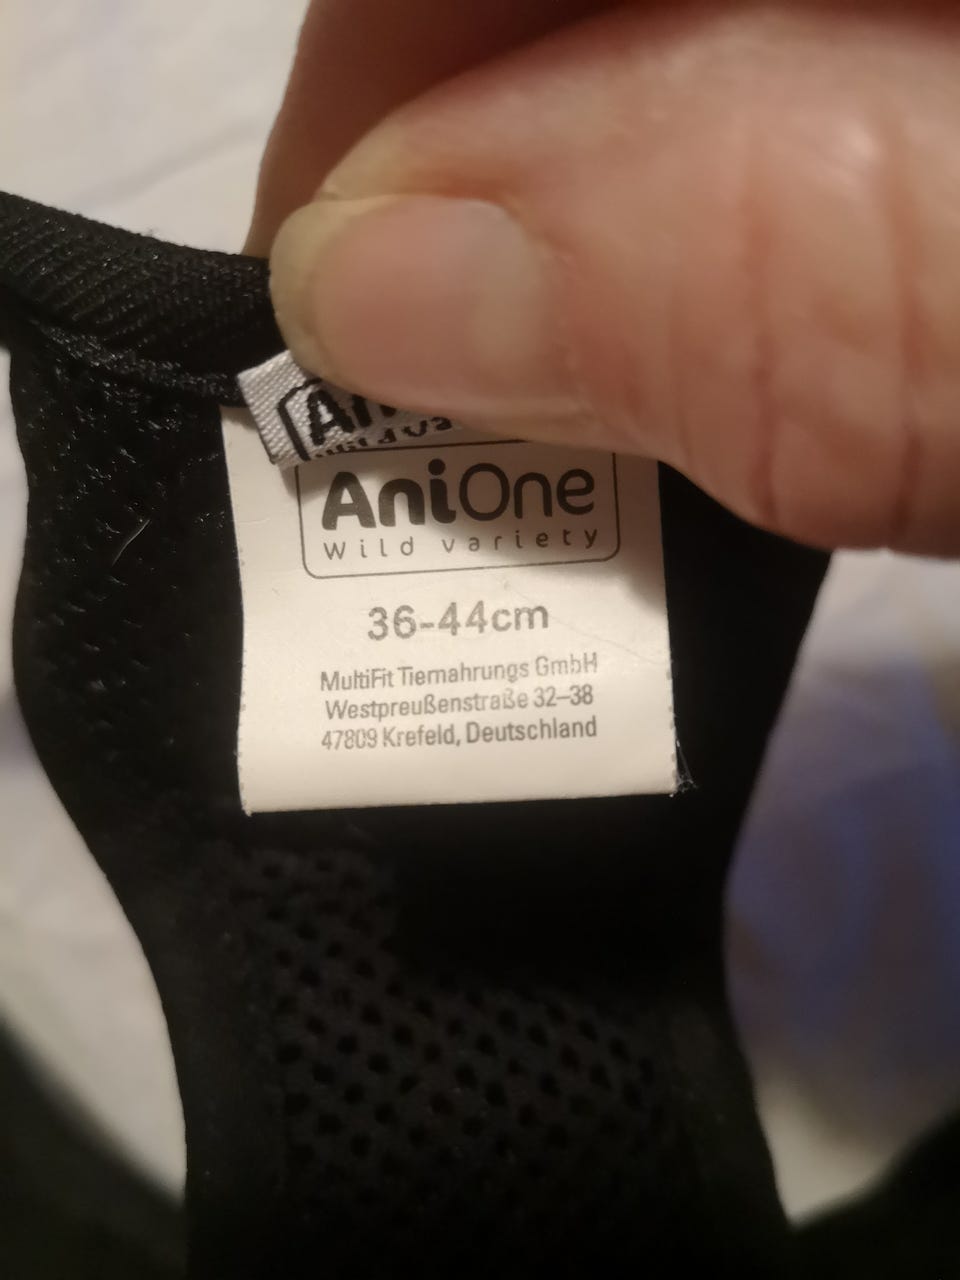 AniOne
Wild variety
36-44cm
MultiFit Tiernahrungs GmbH
Westpreußenstraße 32–38
47809 Krefeld, Deutschland